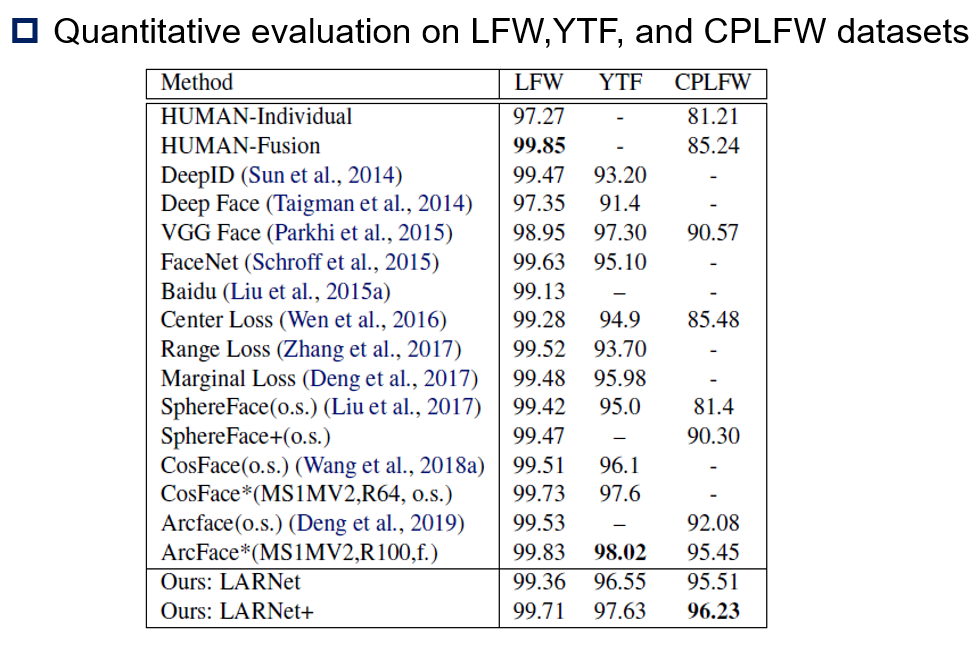 Quantitative evaluation on LFW,YTF, and CPLFW datasets
Method LFW YTF CPLFW
HUMAN-Individual 97.27 - 81.21
HUMAN-Fusion 99.85 - 85.24
DeepID (Sun et al., 2014) 99.47 93.20 -
Deep Face (Taigman et al., 2014) 97.35 91.4 -
VGG Face (Parkhi et al., 2015) 98.95 97.30 90.57
FaceNet (Schroff et al., 2015) 99.63 95.10 -
Baidu (Liu et al., 2015a) 99.13 – -
Center Loss (Wen et al., 2016) 99.28 94.9 85.48
Range Loss (Zhang et al., 2017) 99.52 93.70 -
Marginal Loss (Deng et al., 2017) 99.48 95.98 -
SphereFace(o.s.) (Liu et al., 2017) 99.42 95.0 81.4
SphereFace+(o.s.) 99.47 – 90.30
CosFace(o.s.) (Wang et al., 2018a) 99.51 96.1 -
CosFace*(MS1MV2,R64, o.s.) 99.73 97.6 -
Arcface(o.s.) (Deng et al., 2019) 99.53 – 92.08
ArcFace*(MS1MV2,R100,f.) 99.83 98.02 95.45
Ours: LARNet 99.36 96.55 95.51
Ours: LARNet+ 99.71 97.63 96.23